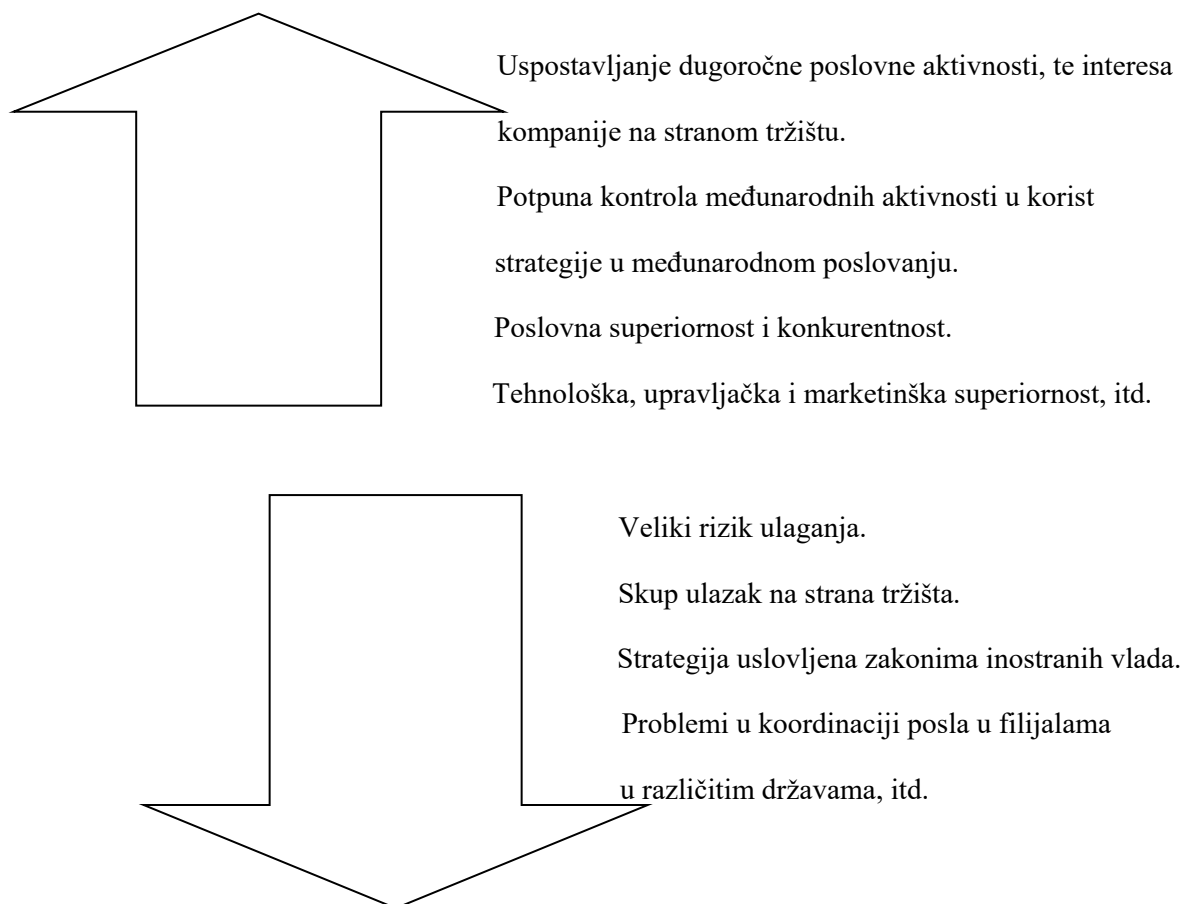 Uspostavljanje dugoročne poslovne aktivnosti, te interesa
kompanije na stranom tržištu.
Potpuna kontrola međunarodnih aktivnosti u korist
strategije u međunarodnom poslovanju.
Poslovna superiornost i konkurentnost.
Tehnološka, upravljačka i marketinška superiornost, itd.
Veliki rizik ulaganja.
Skup ulazak na strana tržišta.
Strategija uslovljena zakonima inostranih vlada.
Problemi u koordinaciji posla u filijalama
u različitim državama, itd.